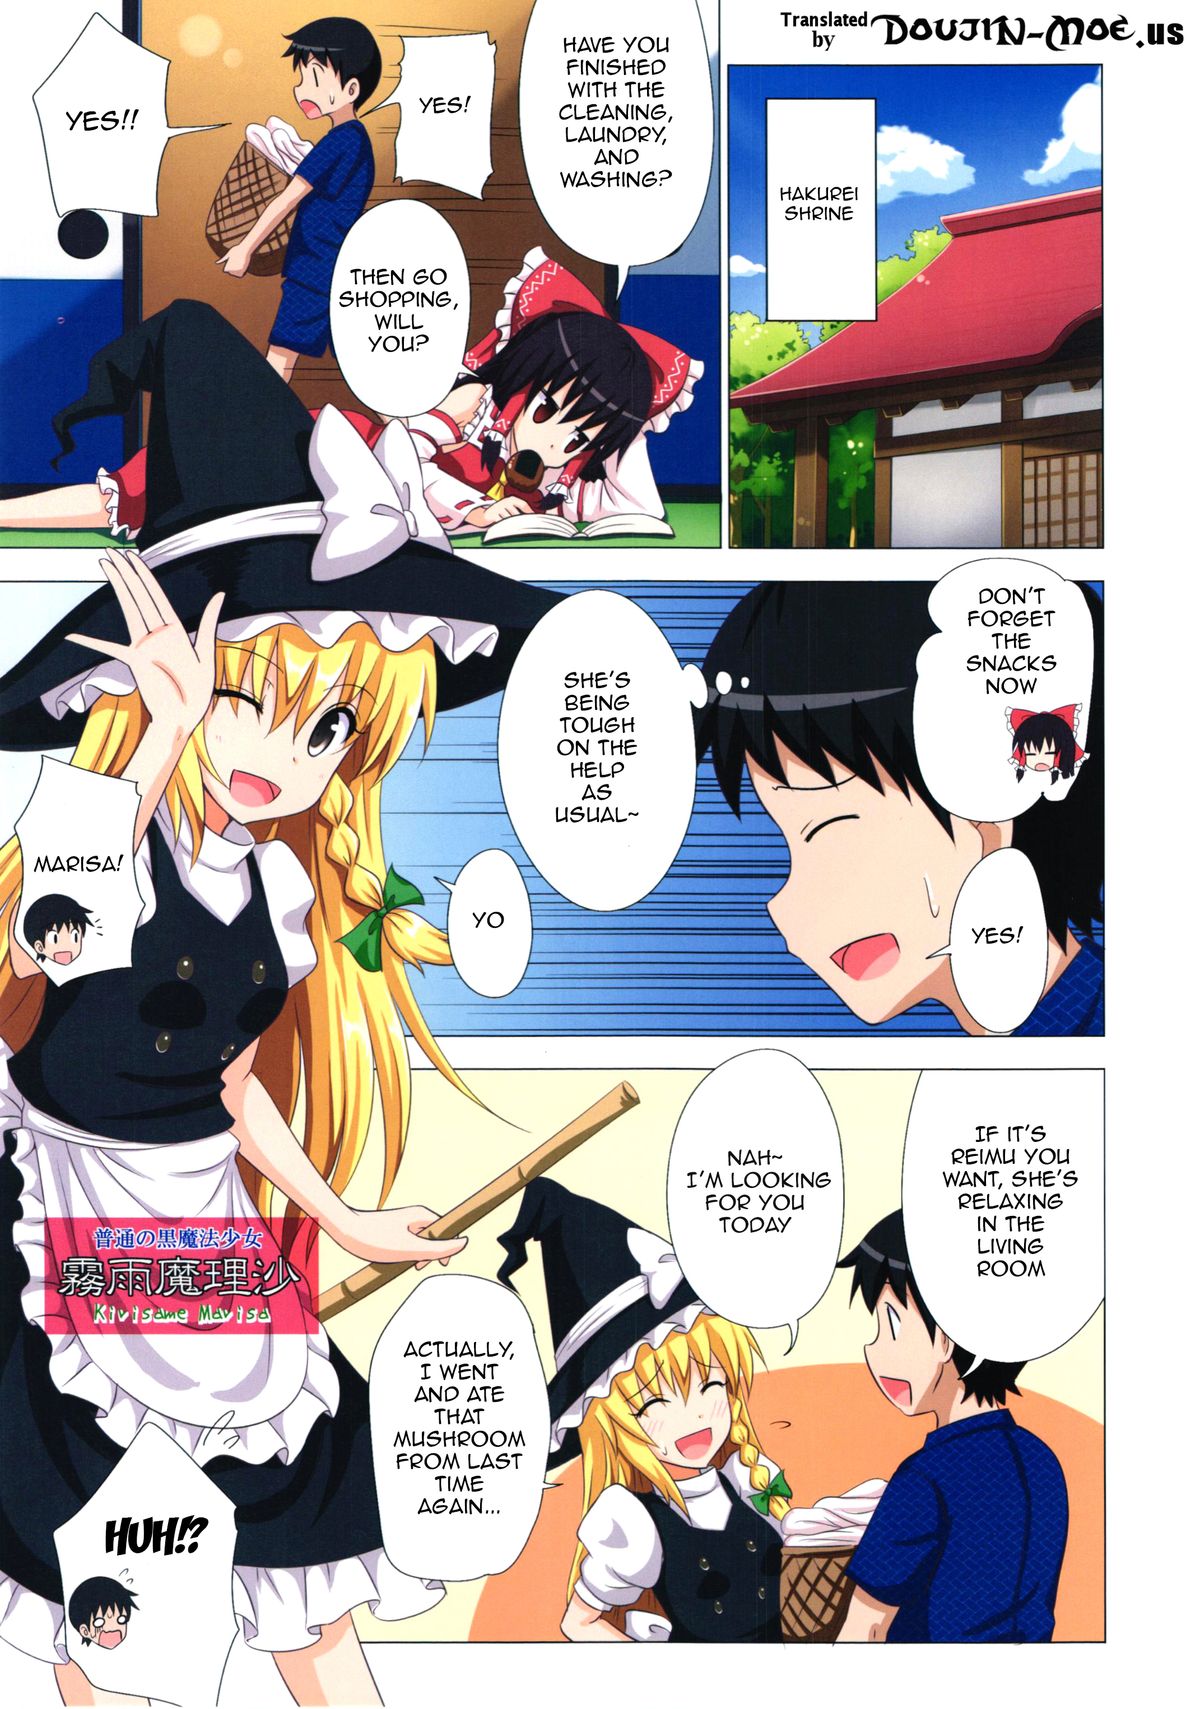 Translated
by
DOUJIN-MOE.us
HAKUREI
SHRINE
HAVE YOU
FINISHED
WITH THE
CLEANING,
LAUNDRY,
AND
WASHING?
YES!
THEN GO
SHOPPING,
WILL
YOU?
YES!!
DON'T
FORGET
THE
SNACKS
NOW
YES!
SHE'S
BEING
TOUGH
ON THE
HELP
AS
USUAL~
YO
MARISA!
普通の黒魔法少女
霧雨魔理沙
Kirisame Marisa
IF IT'S
REIMU YOU
WANT, SHE'S
RELAXING
IN THE
LIVING
ROOM
NAH~
I'M LOOKING
FOR YOU
TODAY
ACTUALLY,
I WENT
AND ATE
THAT
MUSHROOM
FROM LAST
TIME
AGAIN...
HUH!?